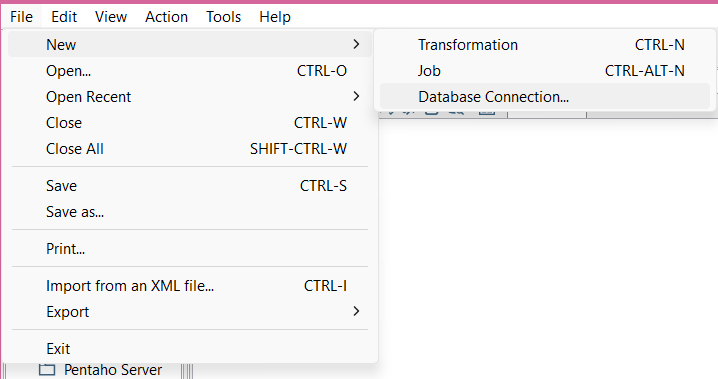 File Edit View Action Tools Help
New
Open... CTRL-O
Open Recent
Close CTRL-W
Close All SHIFT-CTRL-W
Save CTRL-S
Save as...
Print...
Import from an XML file... CTRL-I
Export
Exit
Transformation CTRL-N
Job CTRL-ALT-N
Database Connection...
Pentaho Server